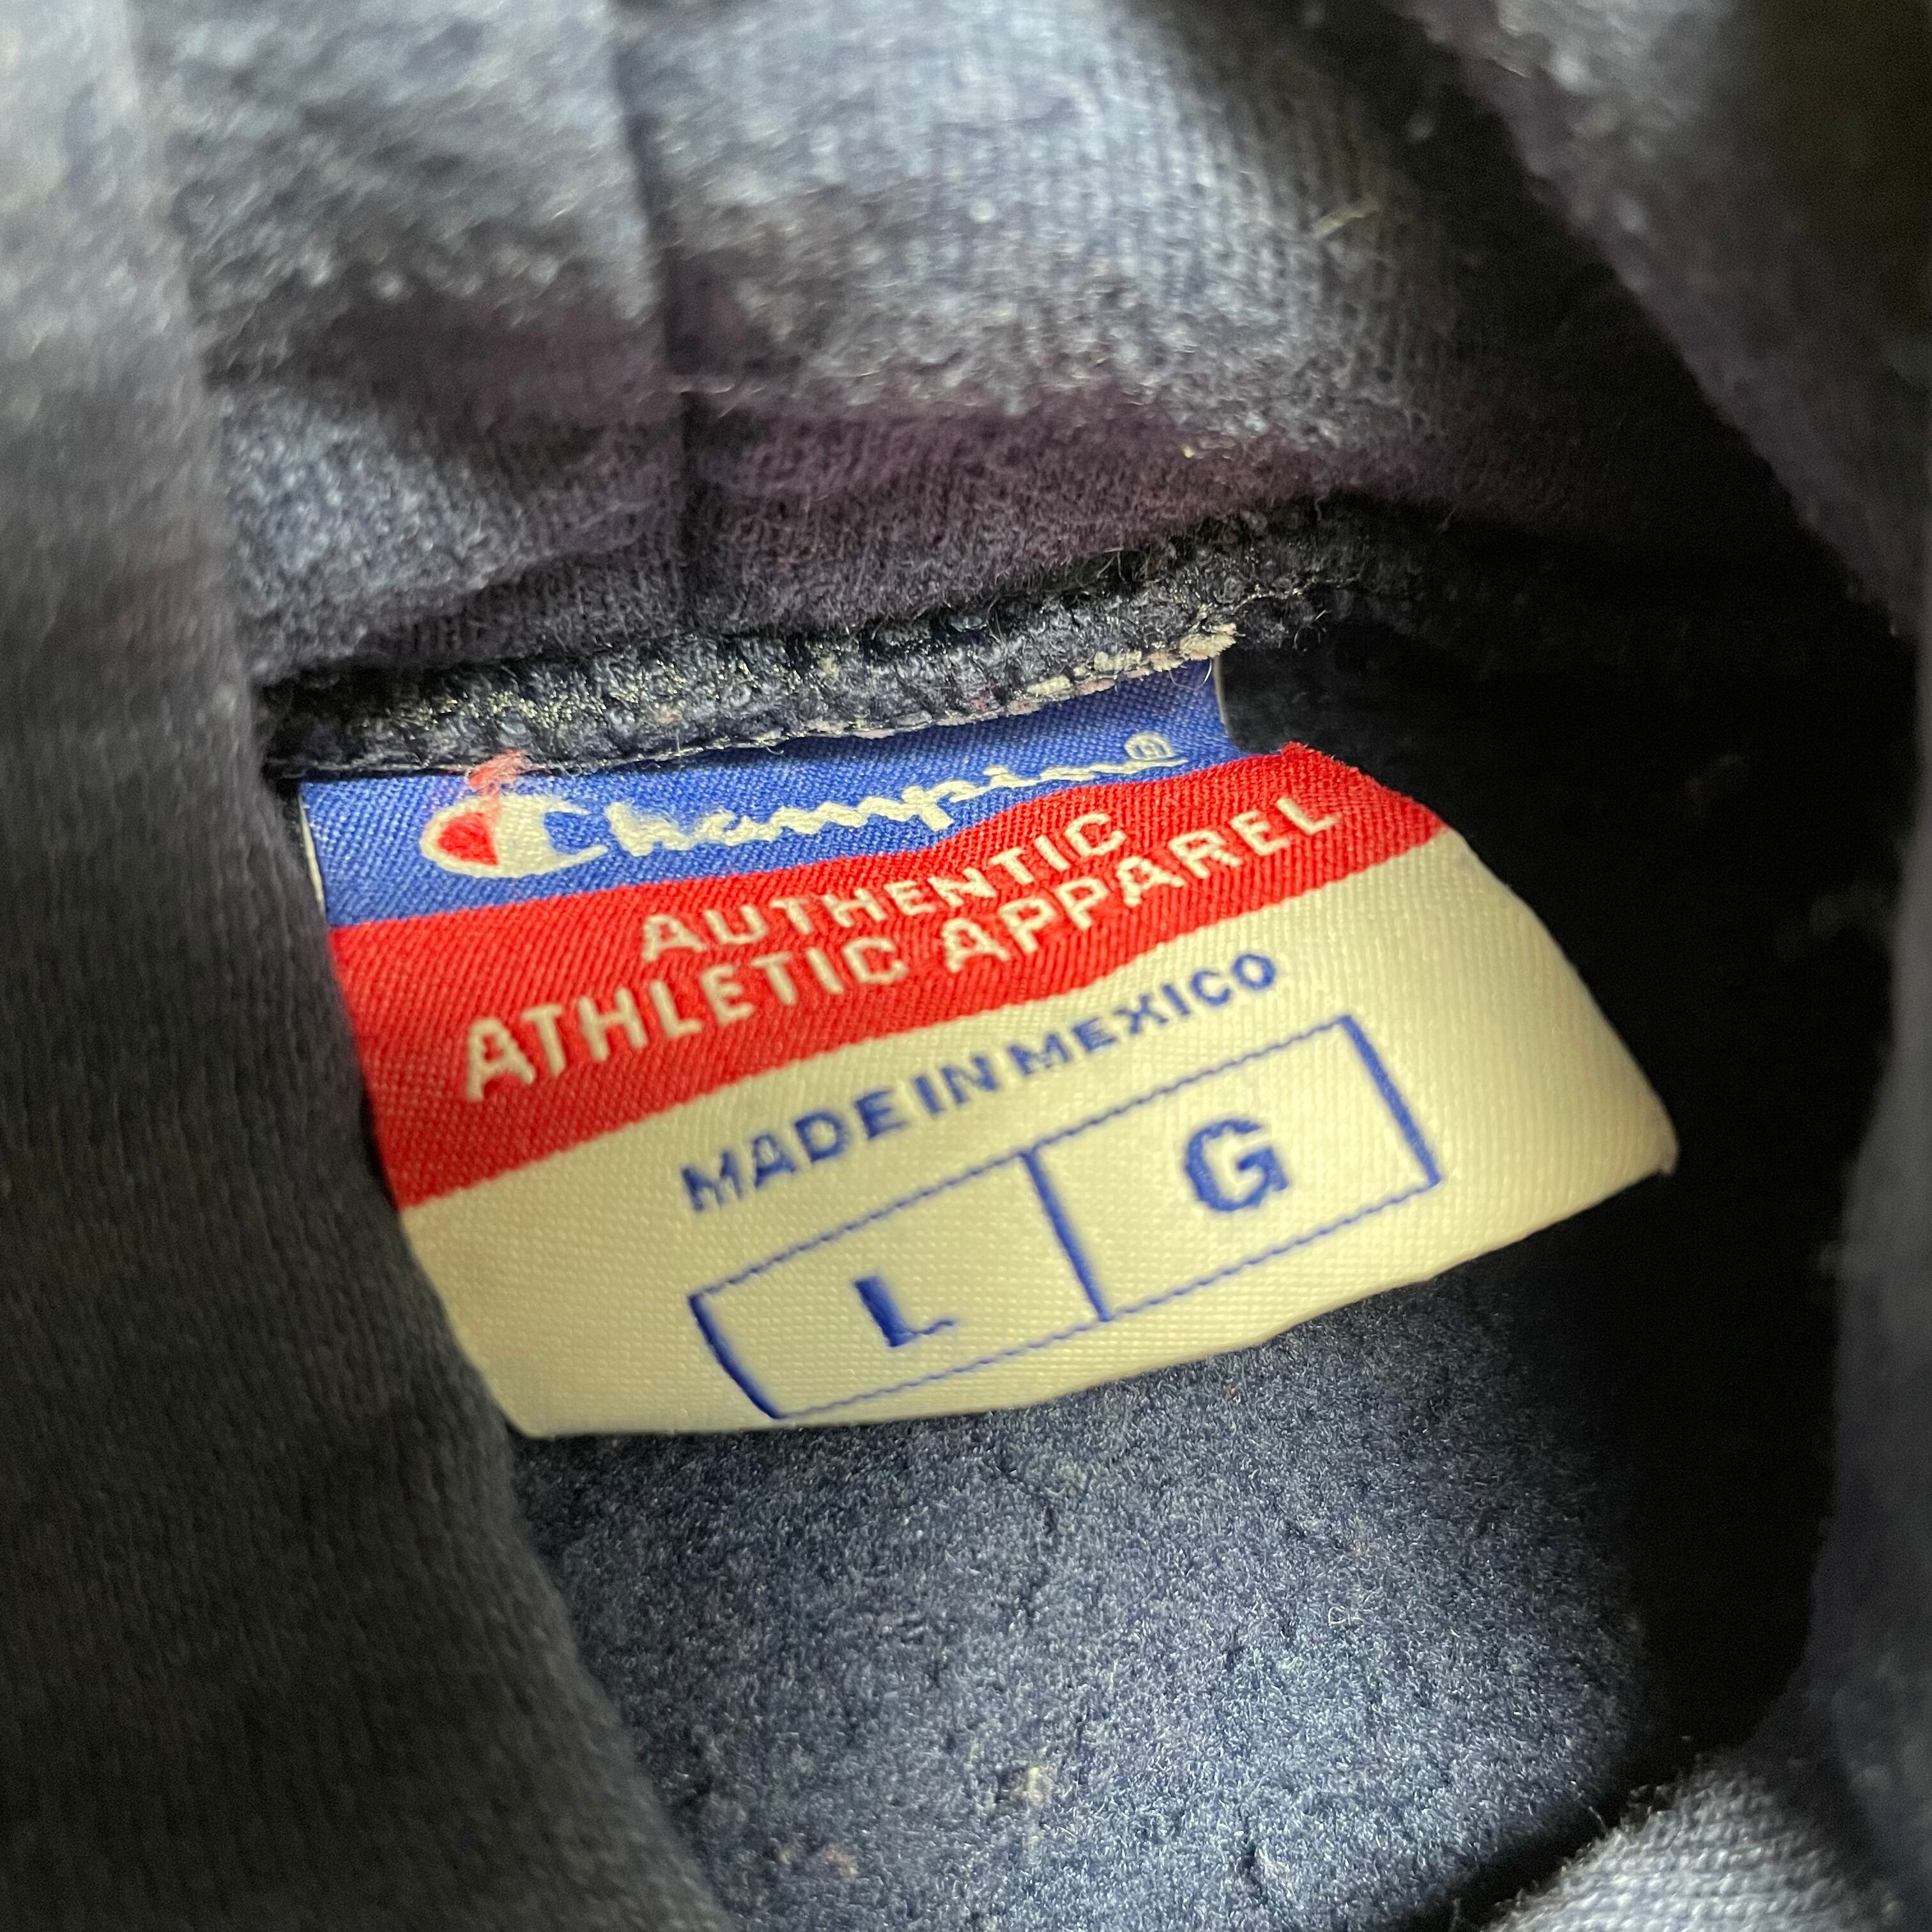 Champion®
AUTHENTIC
ATHLETIC APPAREL
MADE IN MEXICO
L G